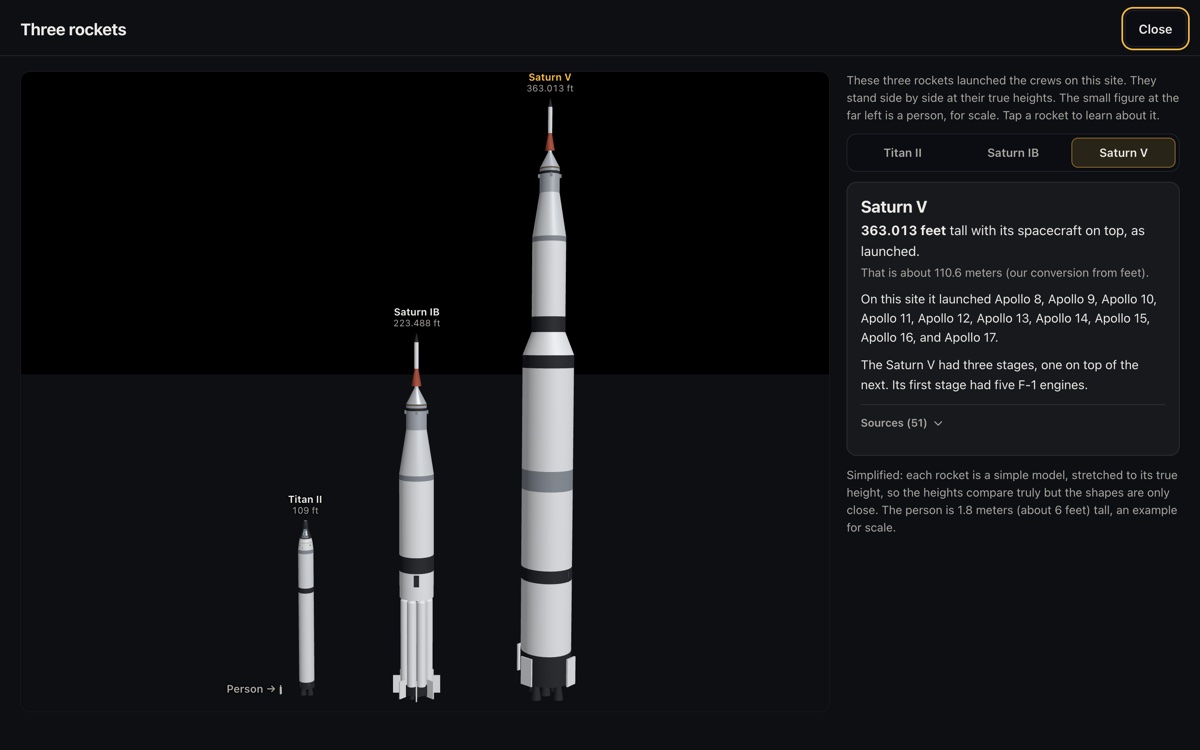 Three rockets
Close
Saturn V
363.013 ft
Saturn IB
223.488 ft
Titan II
109 ft
Person →
These three rockets launched the crews on this site. They
stand side by side at their true heights. The small figure at the
far left is a person, for scale. Tap a rocket to learn about it.
Titan II
Saturn IB
Saturn V
Saturn V
363.013 feet tall with its spacecraft on top, as
launched.
That is about 110.6 meters (our conversion from feet).
On this site it launched Apollo 8, Apollo 9, Apollo 10,
Apollo 11, Apollo 12, Apollo 13, Apollo 14, Apollo 15,
Apollo 16, and Apollo 17.
The Saturn V had three stages, one on top of the
next. Its first stage had five F-1 engines.
Sources (51)
Simplified: each rocket is a simple model, stretched to its true
height, so the heights compare truly but the shapes are only
close. The person is 1.8 meters (about 6 feet) tall, an example
for scale.